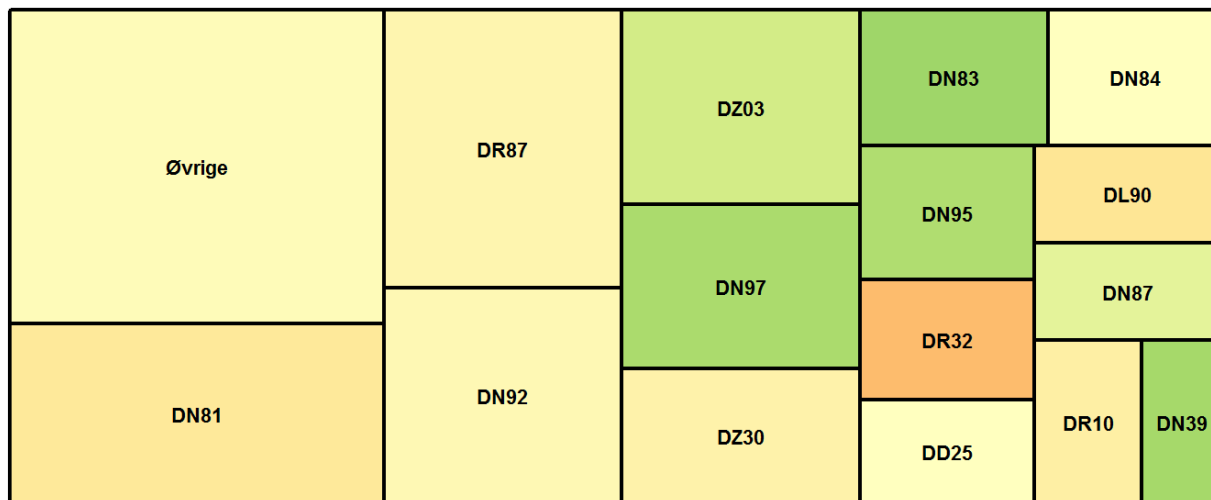 Øvrige
DN81
DR87
DN92
DZ03
DN97
DZ30
DN83
DN84
DN95
DL90
DN87
DR32
DD25
DR10
DN39